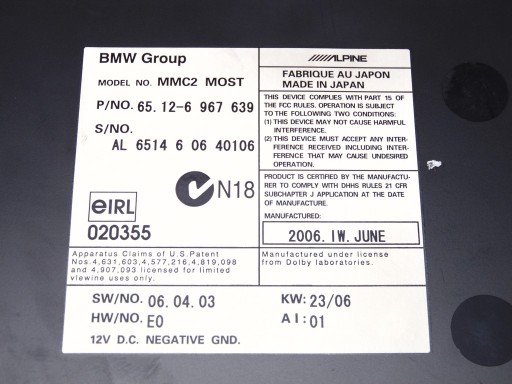 BMW Group
MODEL NO. MMC2 MOST
P/NO. 65. 12-6 967 639
S/NO.
AL 6514 6 06 40106
N18
eIRL
020355
Apparatus Claims of U.S.Patent
Nos.4,631,603,4,577,216,4,819,098
and 4,907,093 licensed for limited
viewine uses only.
ALPINE
FABRIQUE AU JAPON
MADE IN JAPAN
THIS DEVICE COMPLIES WITH PART 15 OF
THE FCC RULES. OPERATION IS SUBJECT
TO THE FOLLOWING TWO CONDITIONS:
(1) THIS DEVICE MAY NOT CAUSE HARMFUL
INTERFERENCE.
(2) THIS DEVICE MUST ACCEPT ANY INTER-
FERENCE RECEIVED INCLUDING INTER-
FERENCE THAT MAY CAUSE UNDESIRED
OPERATION.
PRODUCT IS CERTIFIED BY THE MANUFACTU-
RER TO COMPLY WITH DHHS RULES 21 CFR
SUBCHAPTER J APPLICATION AT THE DATE
OF MANUFACTURE.
MANUFACTURED:
2006. IW. JUNE
Manufactured under license
from Dolby laboratories.
SW/NO. 06.04.03
HW/NO. E0
12V D.C. NEGATIVE GND.
KW: 23/06
AI: 01